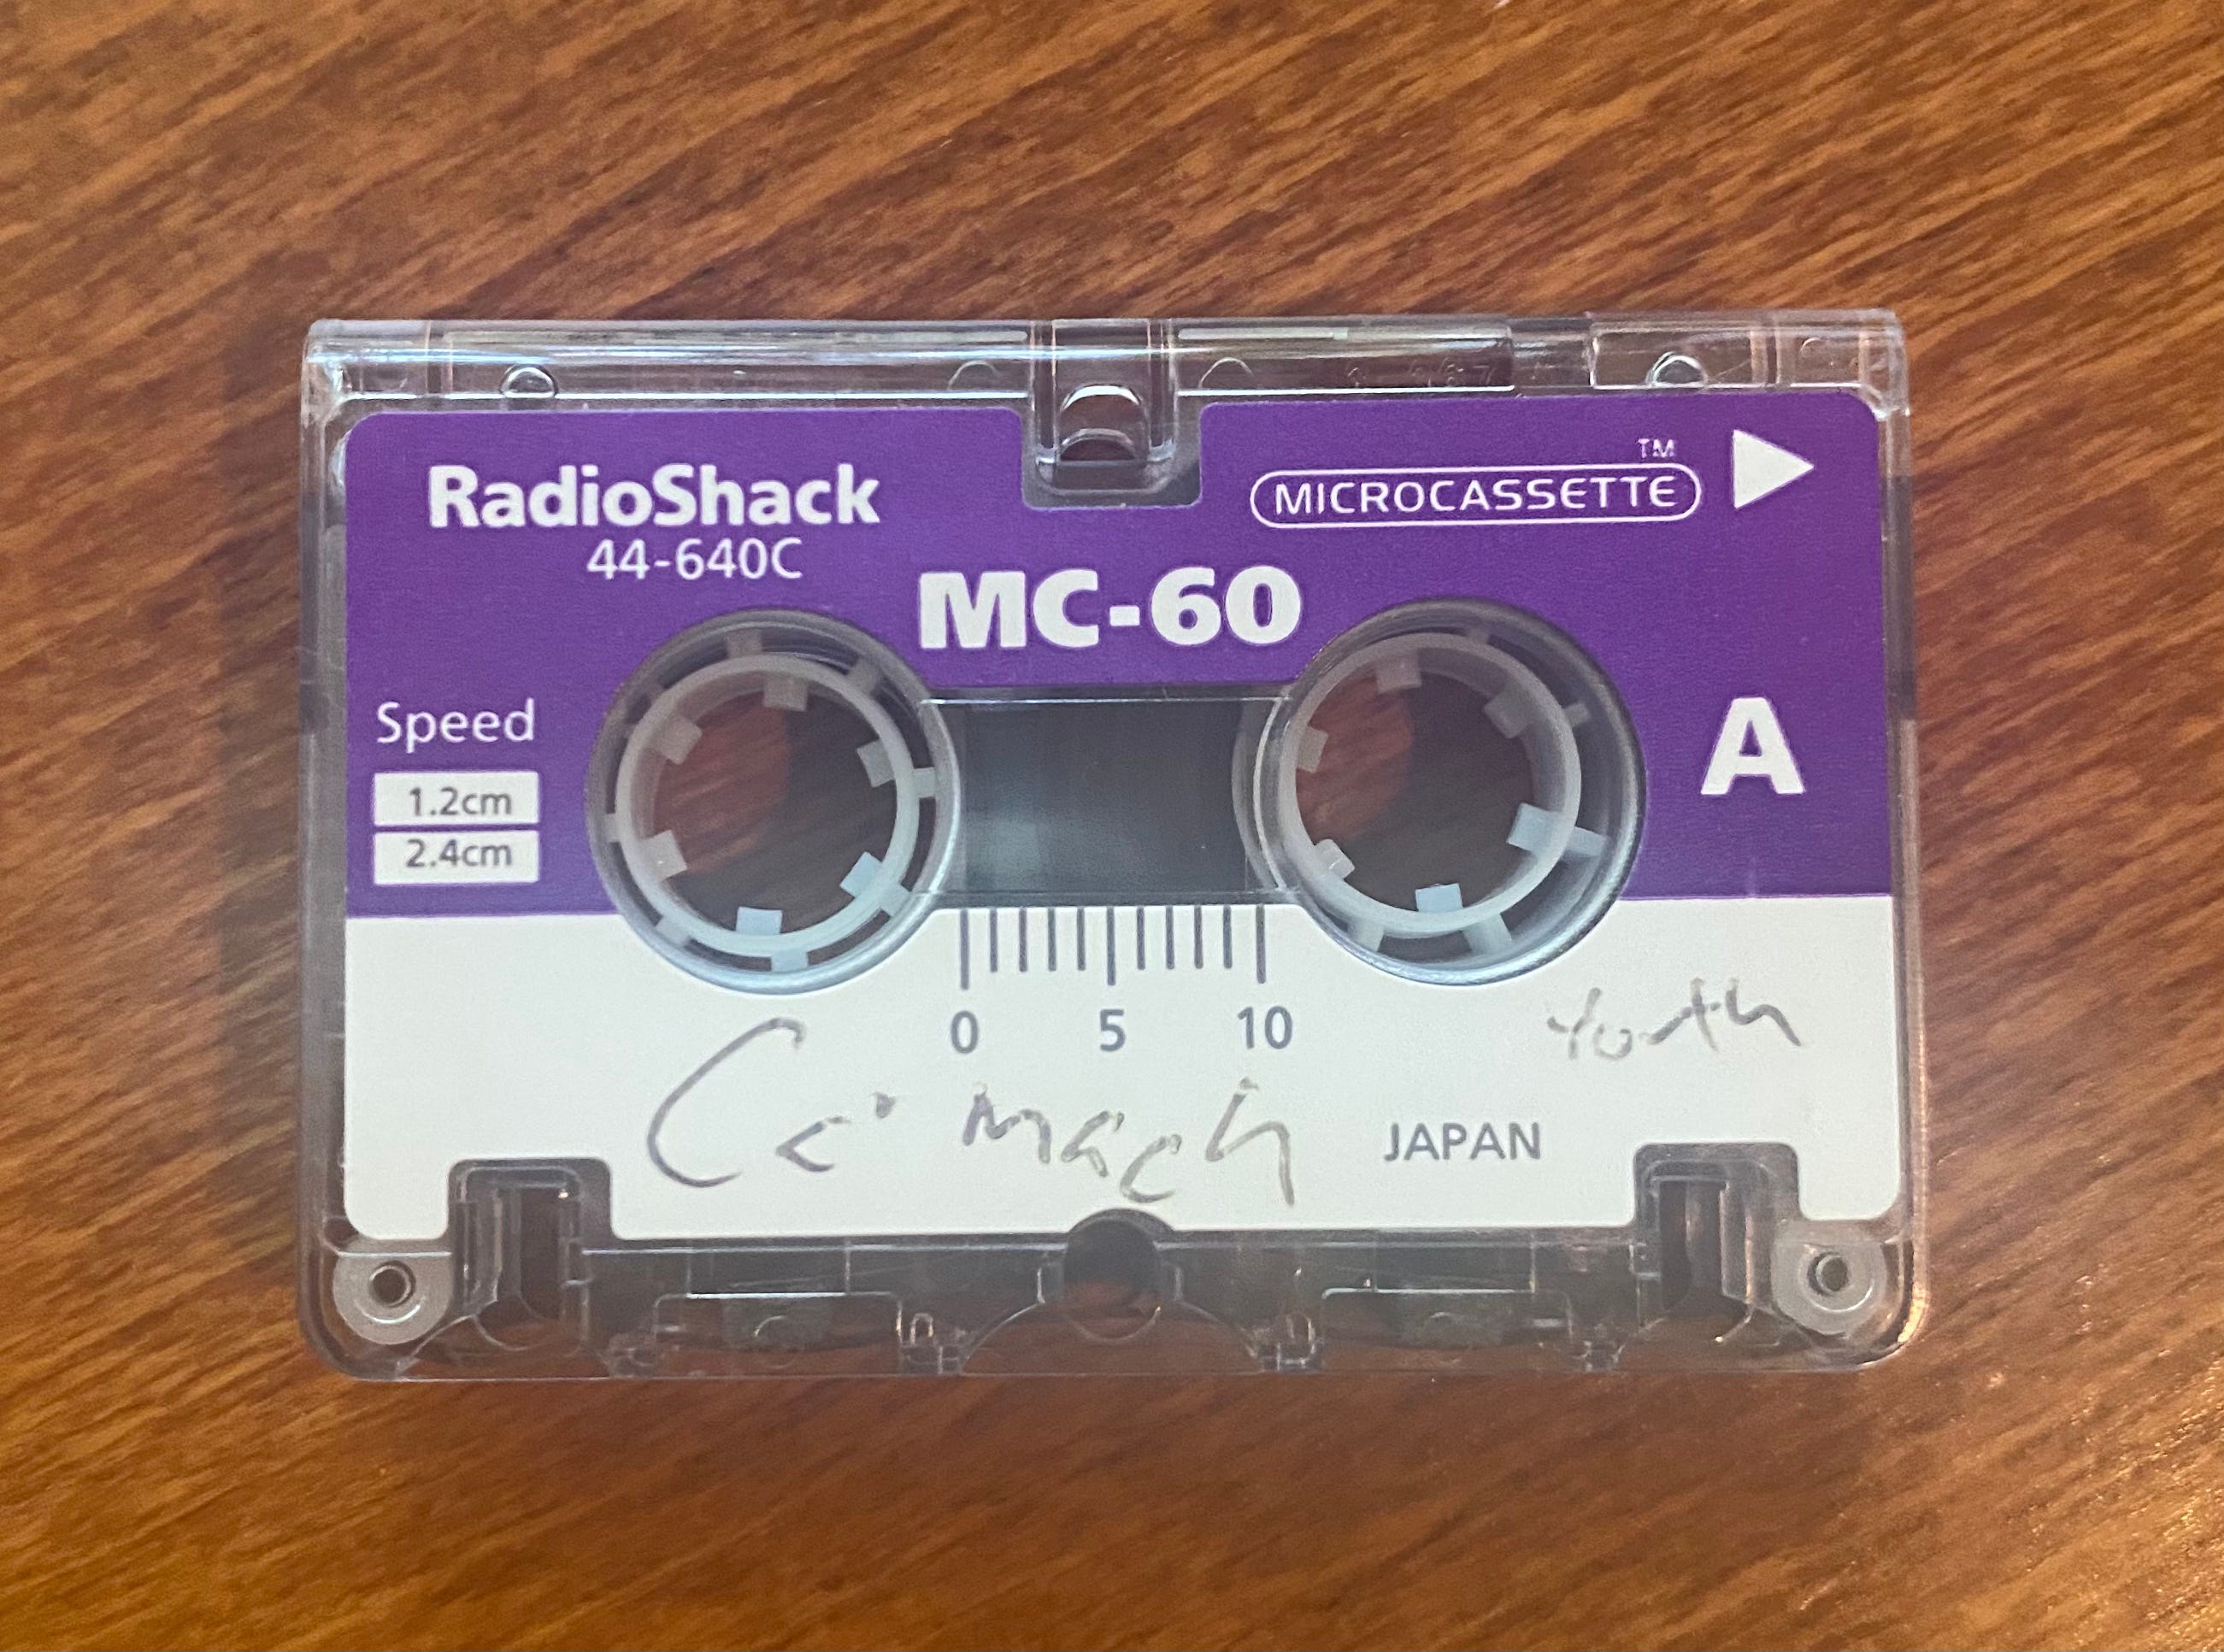 RadioShack
44-640C
TM
MICROCASSETTE
MC-60
Speed
1.2cm
2.4cm
A
0 5 10
Youth
JAPAN